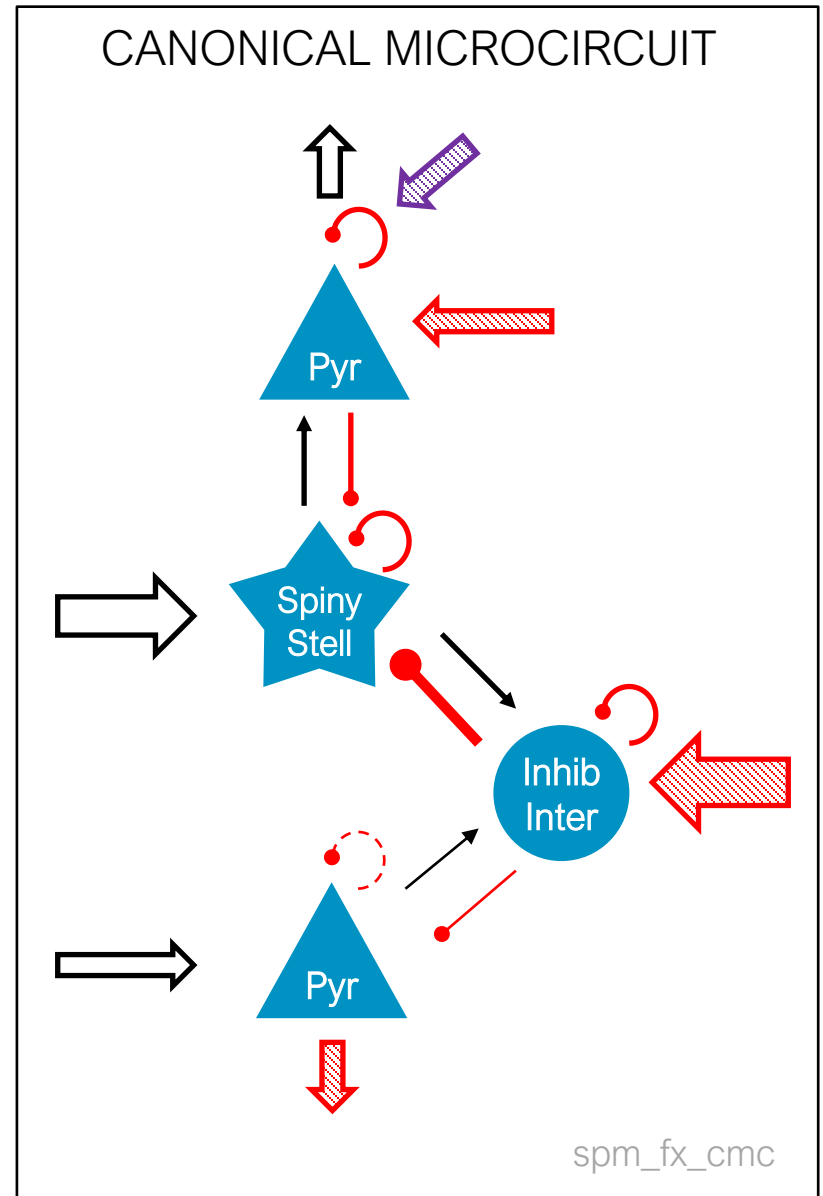 CANONICAL MICROCIRCUIT
Pyr
Spiny
Stell
Inhib
Inter
Pyr
spm_fx_cmc